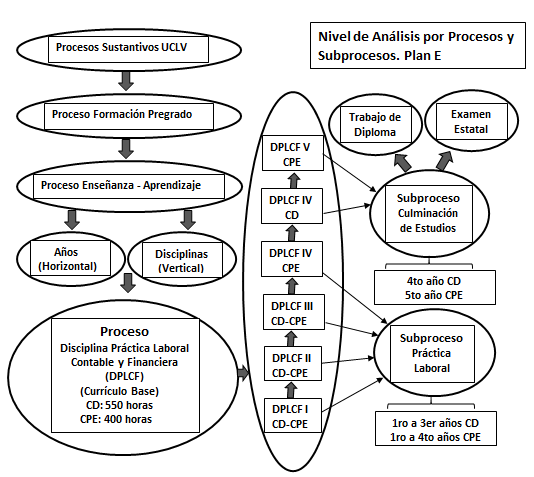 Nivel de Análisis por Procesos y
Subprocesos. Plan E
Procesos Sustantivos UCLV
Proceso Formación Pregrado
Proceso Enseñanza - Aprendizaje
Años
(Horizontal)
Disciplinas
(Vertical)
Proceso
Disciplina Práctica Laboral
Contable y Financiera
(DPLCF)
(Currículo Base)
CD: 550 horas
CPE: 400 horas
DPLCF V
CPE
DPLCF IV
CD
DPLCF IV
CPE
DPLCF III
CD-CPE
DPLCF II
CD-CPE
DPLCF I
CD-CPE
Trabajo de
Diploma
Examen
Estatal
Subproceso
Culminación
de Estudios
4to año CD
5to año CPE
Subproceso
Práctica
Laboral
1ro a 3er años CD
1ro a 4to años CPE